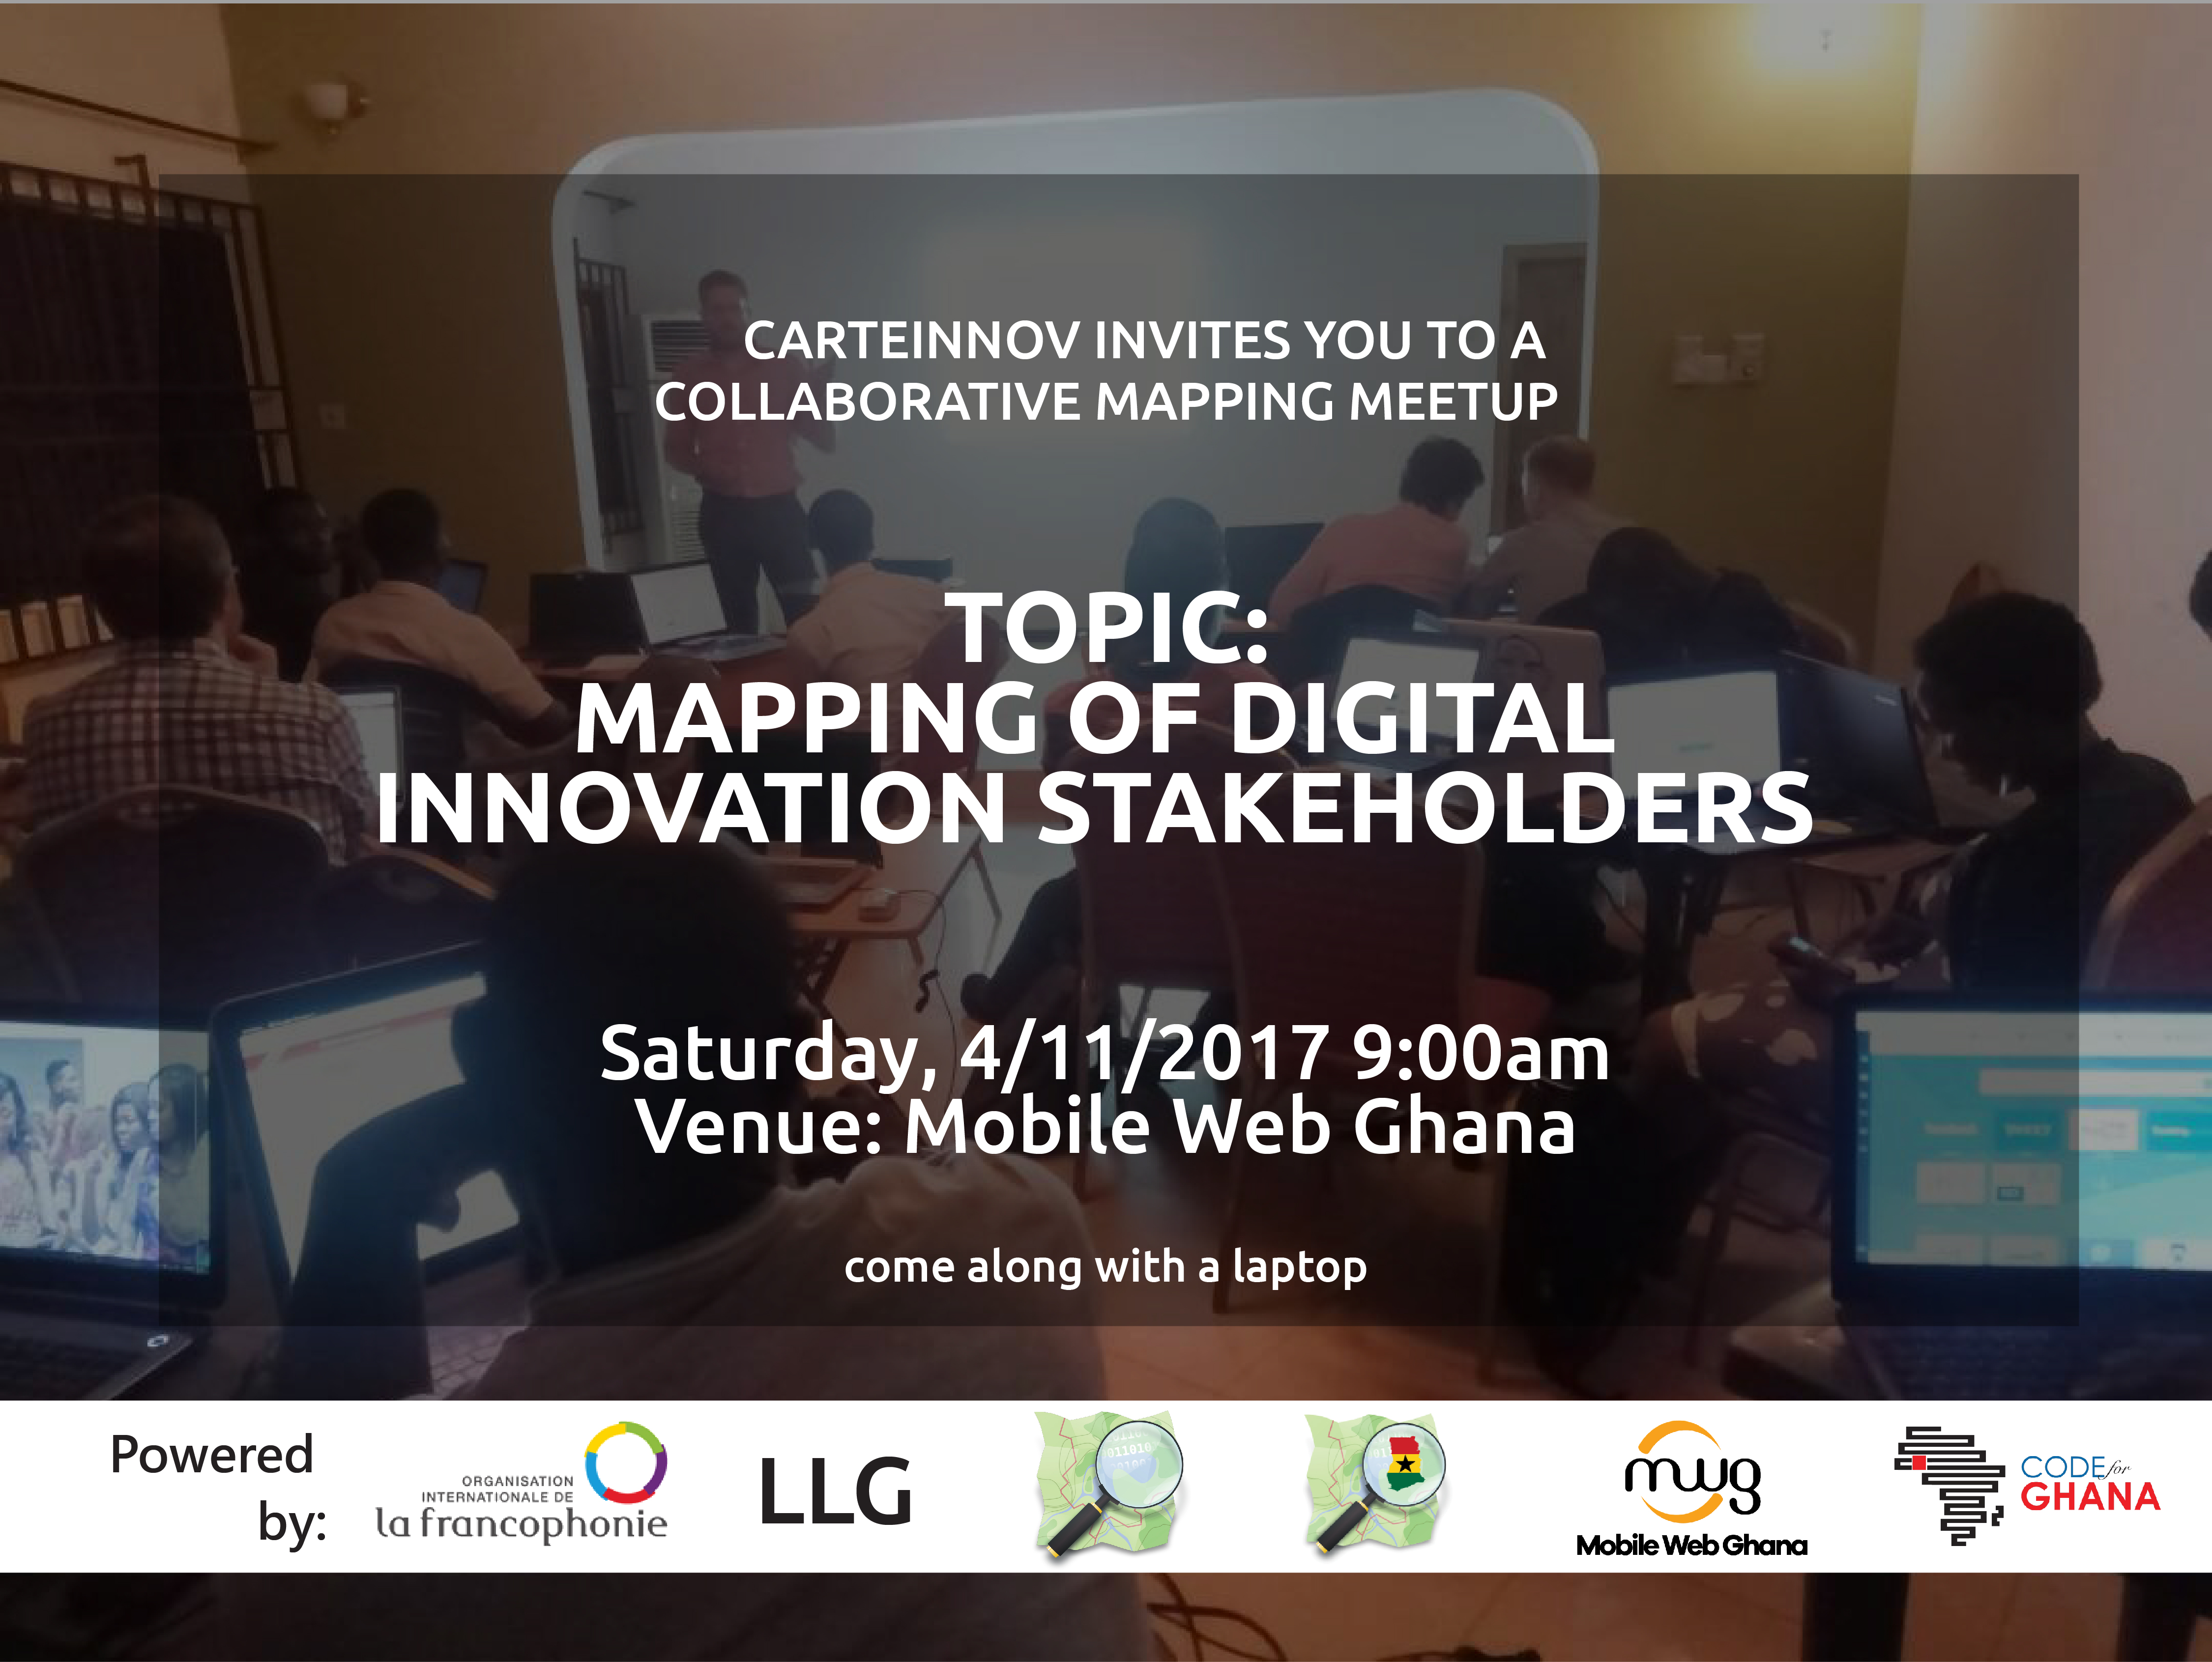 CARTEINNOV INVITES YOU TO A
COLLABORATIVE MAPPING MEETUP
TOPIC:
MAPPING OF DIGITAL
INNOVATION STAKEHOLDERS
Saturday, 4/11/2017 9:00am
Venue: Mobile Web Ghana
come along with a laptop
Powered
by:
ORGANISATION
INTERNATIONALE DE
la francophonie
LLG
011010
mwg
Mobile Web Ghana
CODE for
GHANA